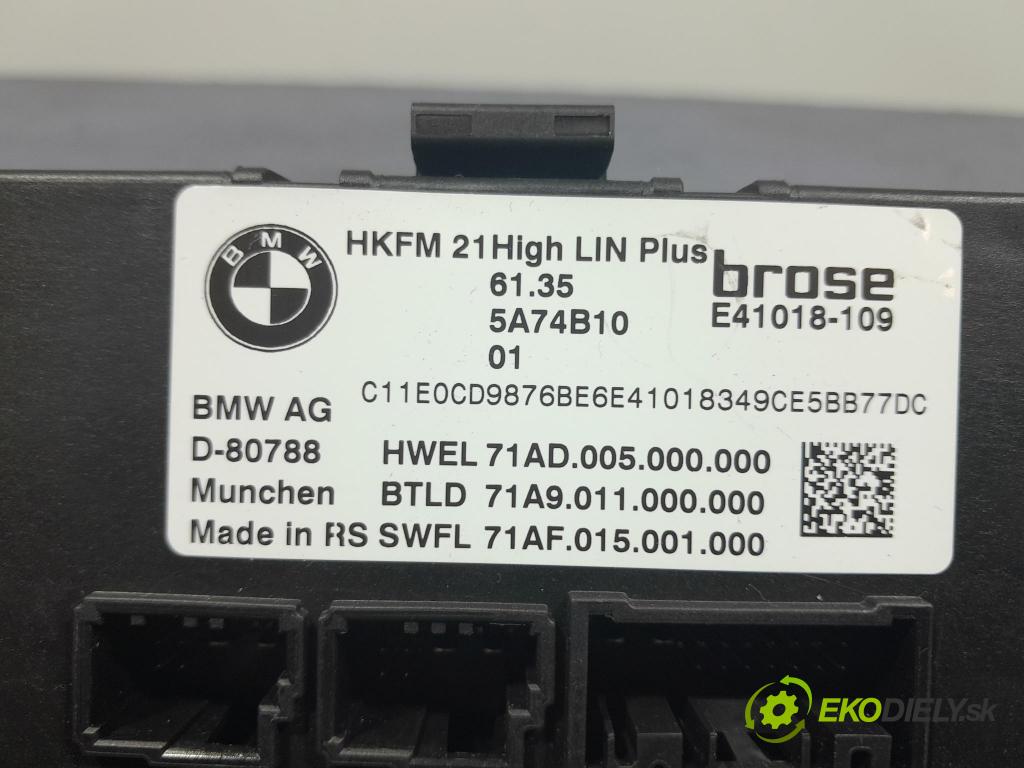 BMW
HKFM 21High LIN Plus
brose
61.35
E41018-109
5A74B10
01
C11E0CD9876BE6E41018349CE5BB77DC
BMW AG
D-80788 HWEL 71AD.005.000.000
Munchen BTLD 71A9.011.000.000
Made in RS SWFL 71AF.015.001.000
EKODIELY.sk